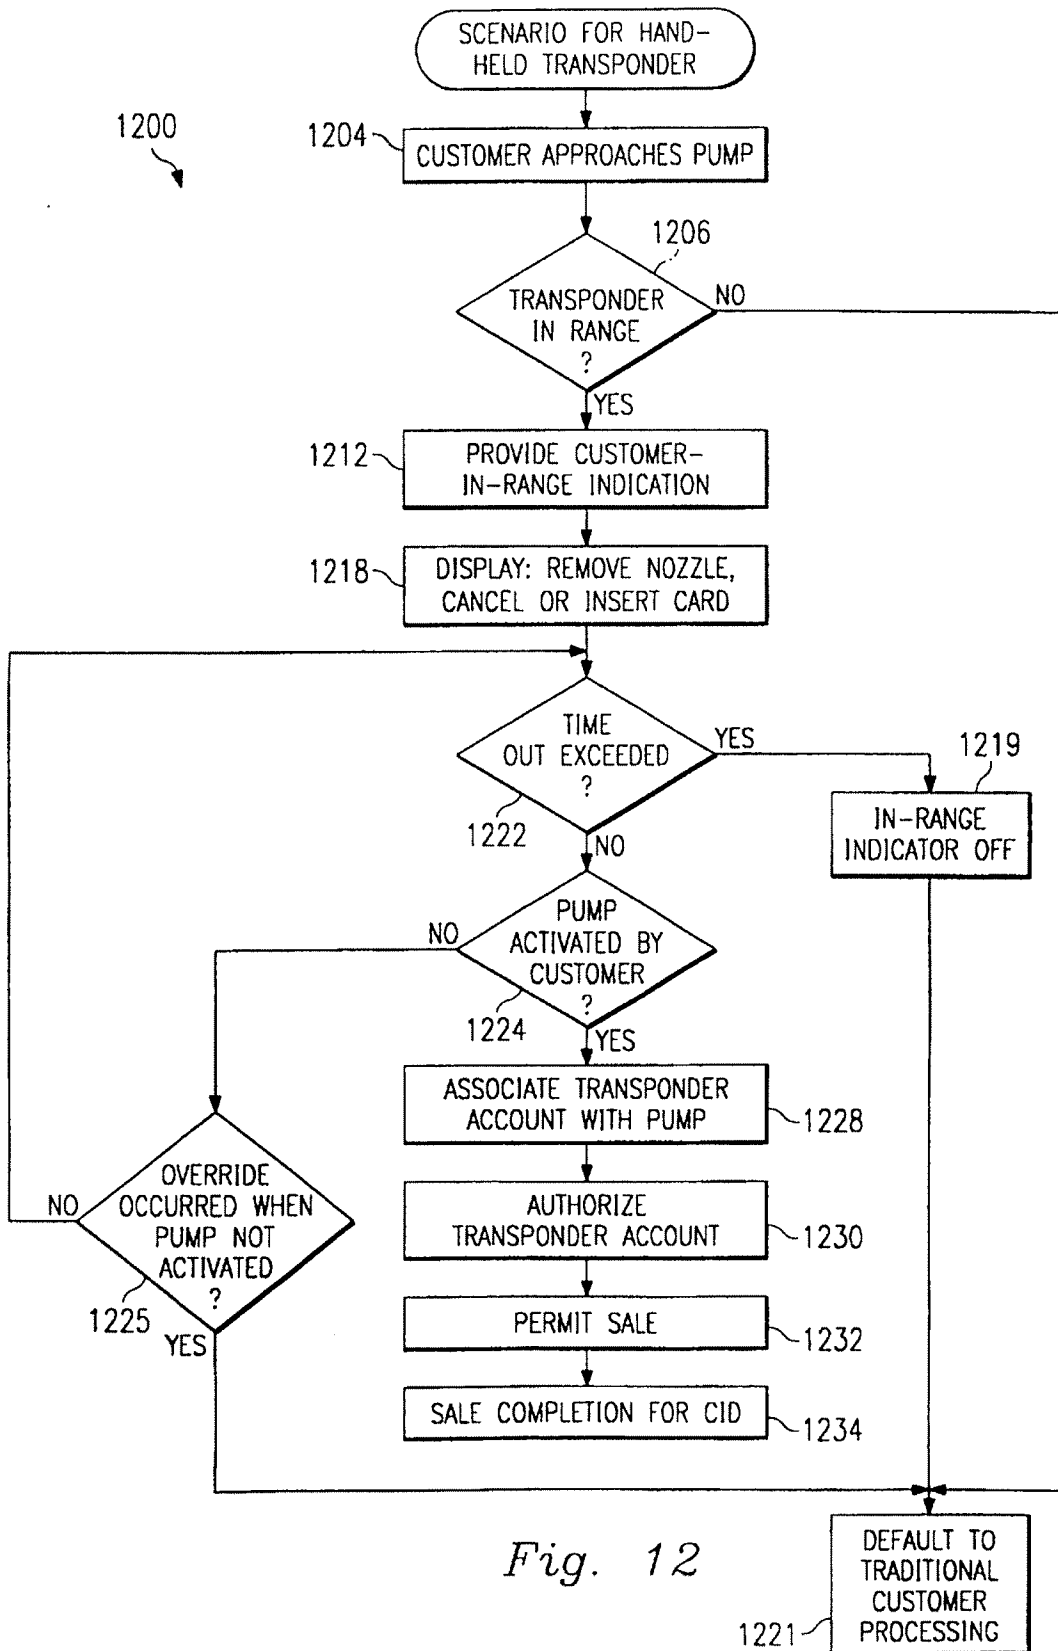 SCENARIO FOR HAND-
HELD TRANSPONDER
1200
1204
CUSTOMER APPROACHES PUMP
1206
TRANSPONDER
IN RANGE
?
NO
YES
1212
PROVIDE CUSTOMER-
IN-RANGE INDICATION
1218
DISPLAY: REMOVE NOZZLE,
CANCEL OR INSERT CARD
TIME
OUT EXCEEDED
?
YES
1222
NO
1219
IN-RANGE
INDICATOR OFF
PUMP
ACTIVATED BY
CUSTOMER
?
NO
1224
YES
ASSOCIATE TRANSPONDER
ACCOUNT WITH PUMP
1228
OVERRIDE
OCCURRED WHEN
PUMP NOT
ACTIVATED
?
NO
1225
YES
AUTHORIZE
TRANSPONDER ACCOUNT
1230
PERMIT SALE
1232
SALE COMPLETION FOR CID
1234
DEFAULT TO
TRADITIONAL
CUSTOMER
PROCESSING
1221
Fig. 12